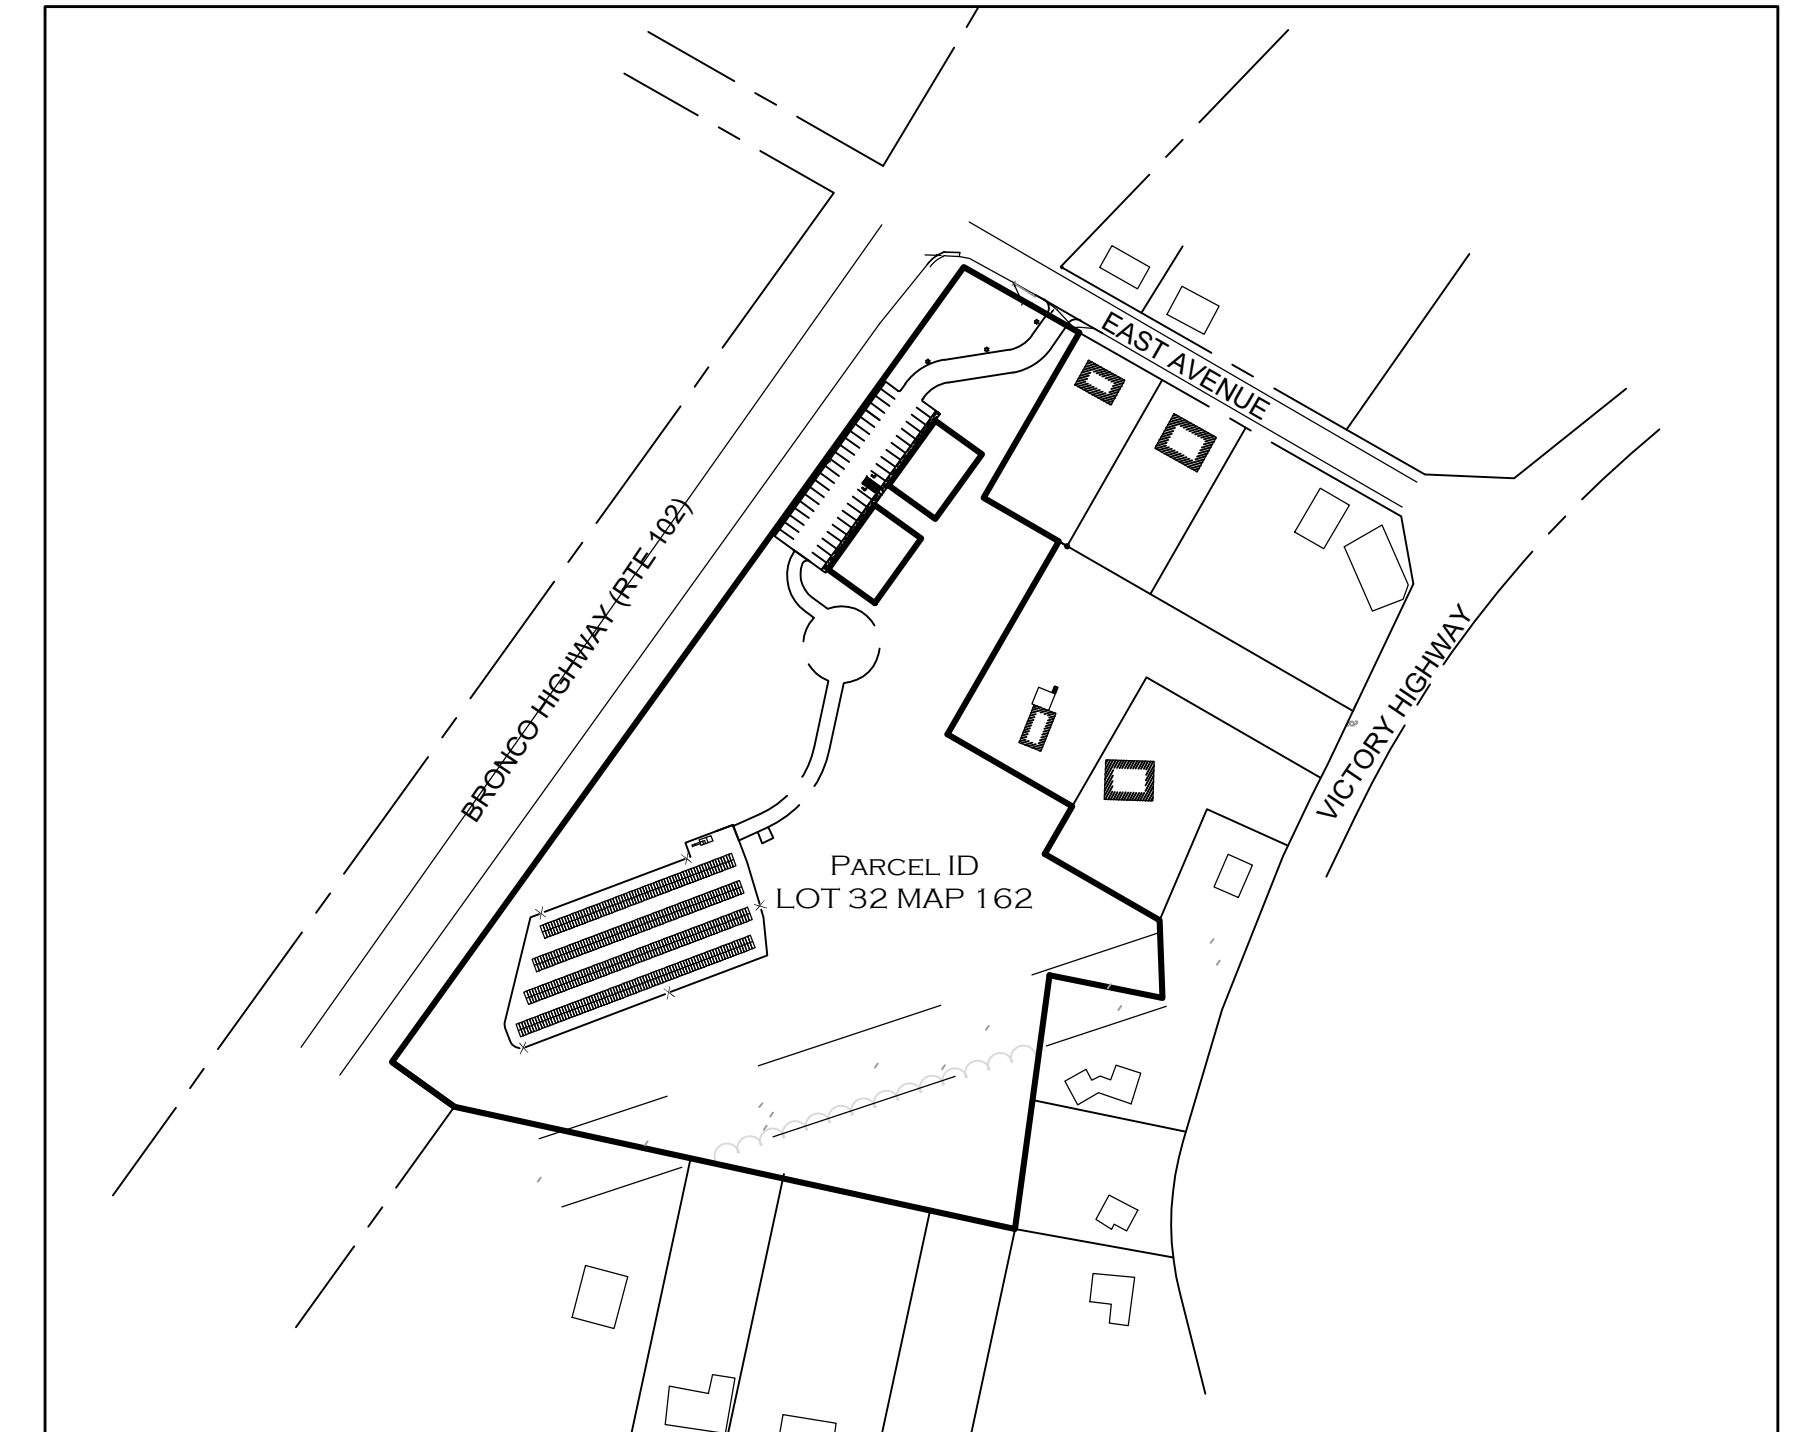 EAST AVENUE
BRONCO HIGHWAY (RTE 102)
VICTORY HIGHWAY
PARCEL ID
LOT 32 MAP 162